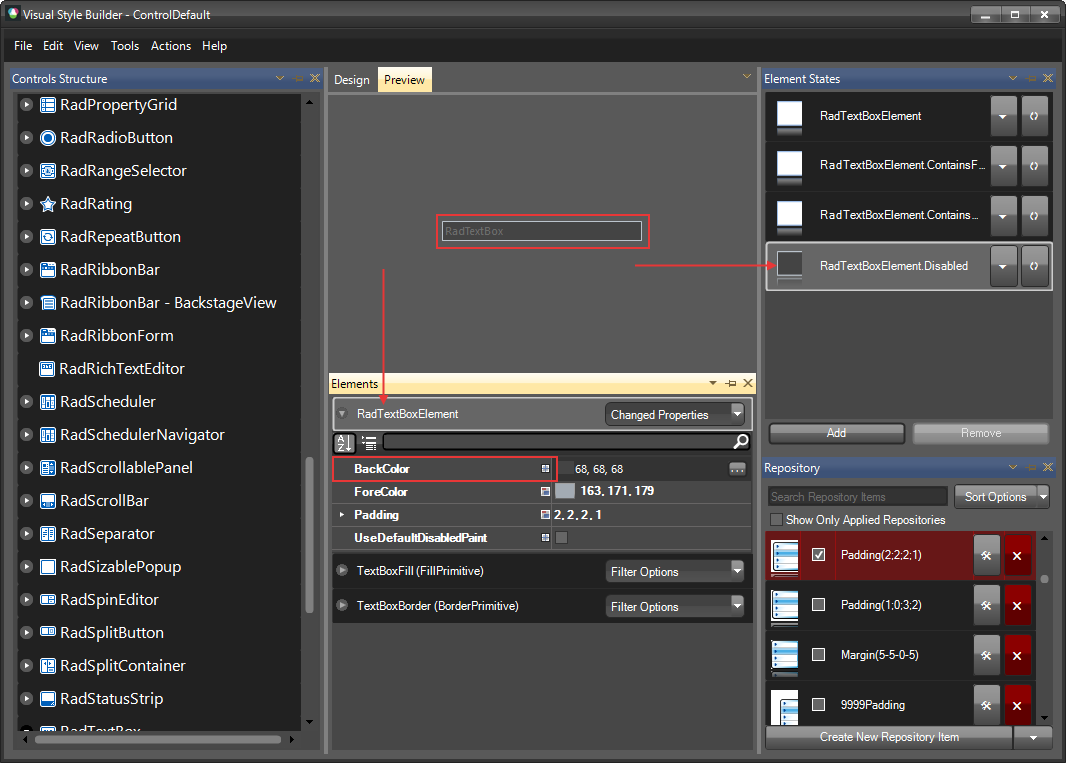 Visual Style Builder - ControlDefault
File Edit View Tools Actions Help
Controls Structure
RadPropertyGrid
RadRadioButton
RadRangeSelector
RadRating
RadRepeatButton
RadRibbonBar
RadRibbonBar - BackstageView
RadRibbonForm
RadRichTextEditor
RadScheduler
RadSchedulerNavigator
RadScrollablePanel
RadScrollBar
RadSeparator
RadSizablePopup
RadSpinEditor
RadSplitButton
RadSplitContainer
RadStatusStrip
RadTextBox
Design Preview
RadTextBox
Elements
RadTextBoxElement Changed Properties
BackColor 68, 68, 68
ForeColor 163, 171, 179
Padding 2, 2, 2, 1
UseDefaultDisabledPaint
TextBoxFill (FillPrimitive) Filter Options
TextBoxBorder (BorderPrimitive) Filter Options
Element States
RadTextBoxElement
RadTextBoxElement.ContainsF...
RadTextBoxElement.Contains...
RadTextBoxElement.Disabled
Add Remove
Repository
Search Repository Items Sort Options
Show Only Applied Repositories
Padding(2;2;2;1)
Padding(1;0;3;2)
Margin(5-5-0-5)
9999Padding
Create New Repository Item